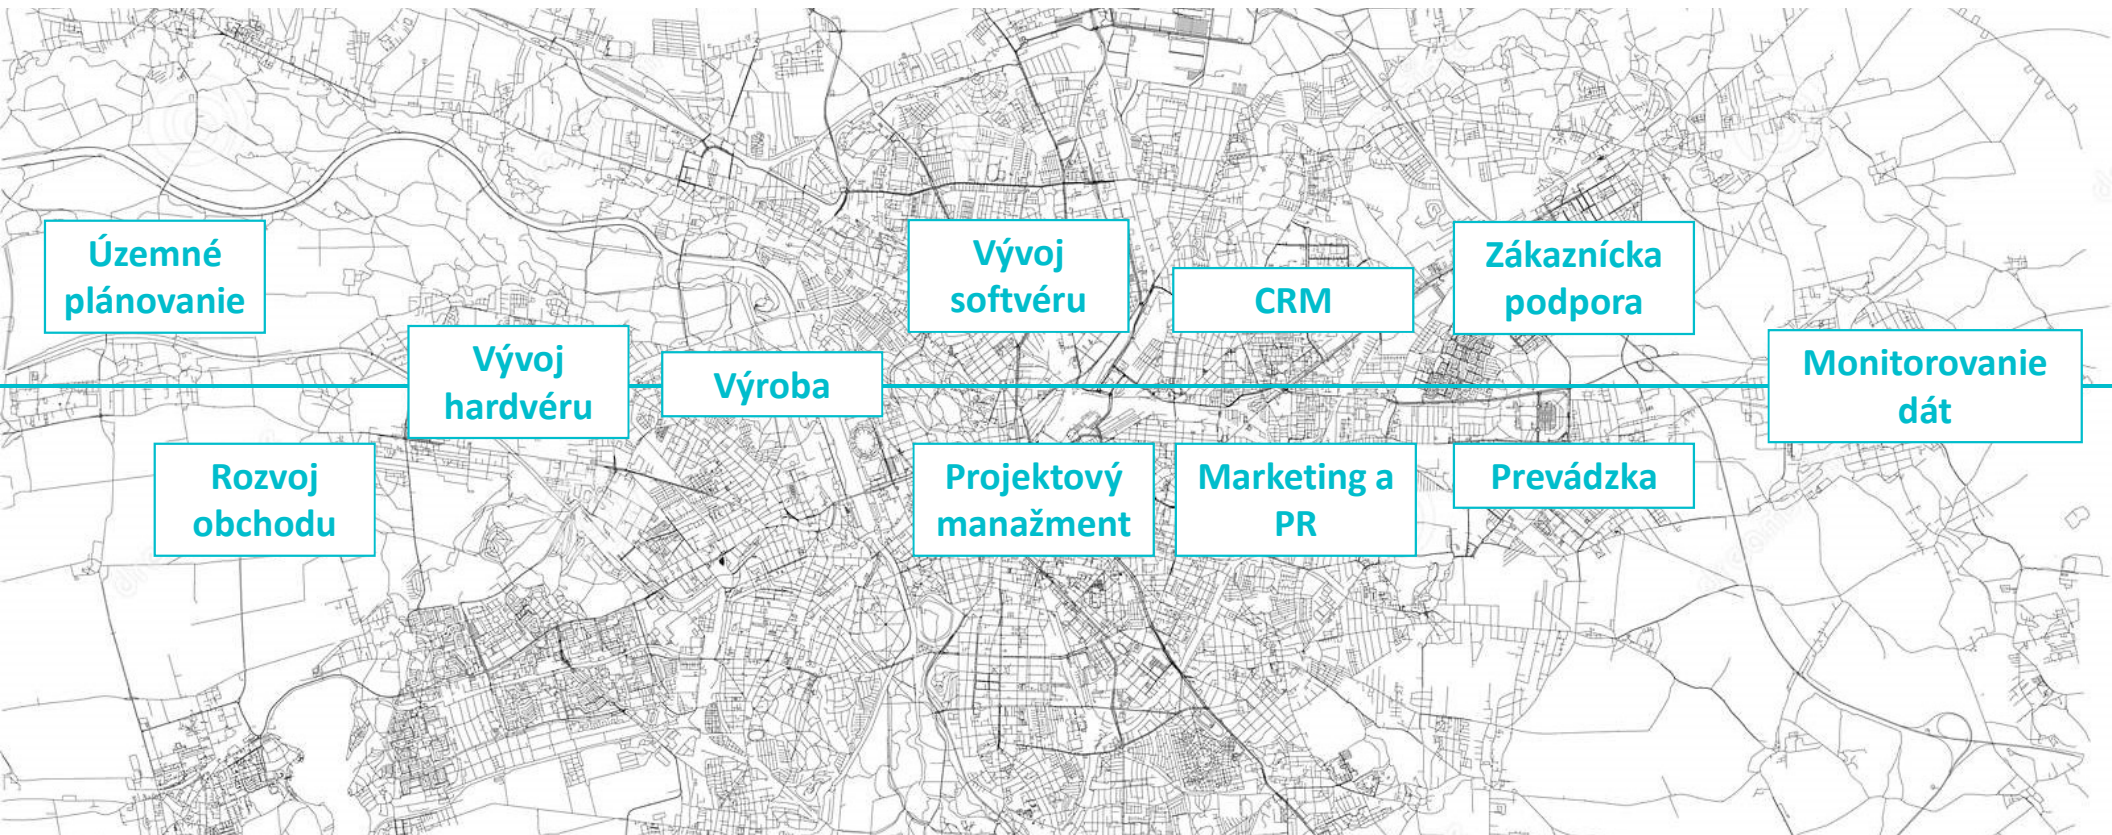 Územné
plánovanie
Rozvoj
obchodu
Vývoj
hardvéru
Výroba
Vývoj
softvéru
Projektový
manažment
CRM
Marketing a
PR
Zákaznícka
podpora
Prevádzka
Monitorovanie
dát